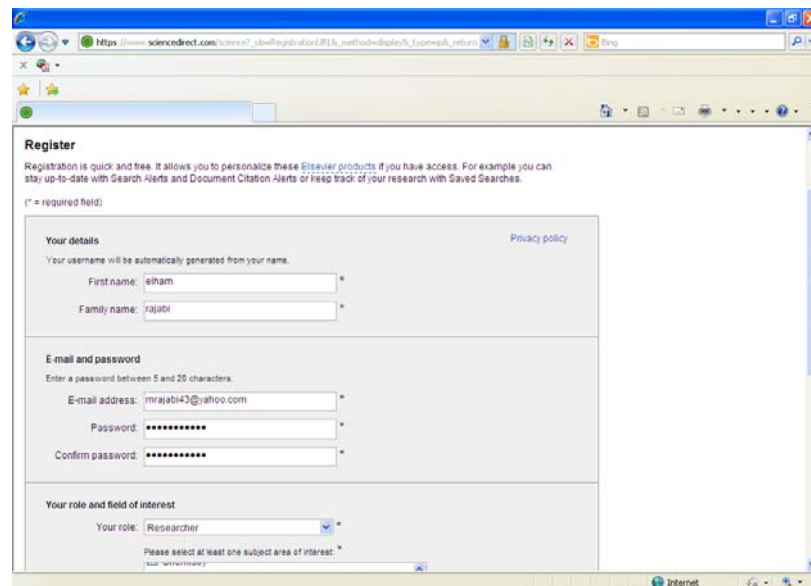 https://www.sciencedirect.com/science?_ob=RegistrationURL&_method=display&_type=ip&_return
Bing
Register
Registration is quick and free. It allows you to personalize these Elsevier products if you have access. For example you can
stay up-to-date with Search Alerts and Document Citation Alerts or keep track of your research with Saved Searches.
(* = required field)
Your details
Privacy policy
Your username will be automatically generated from your name.
First name: elham *
Family name: rajabi *
E-mail and password
Enter a password between 5 and 20 characters.
E-mail address: mrajabi43@yahoo.com *
Password: ••••••••••• *
Confirm password: ••••••••••• *
Your role and field of interest
Your role: Researcher *
Please select at least one subject area of interest: *
Chemistry
Internet